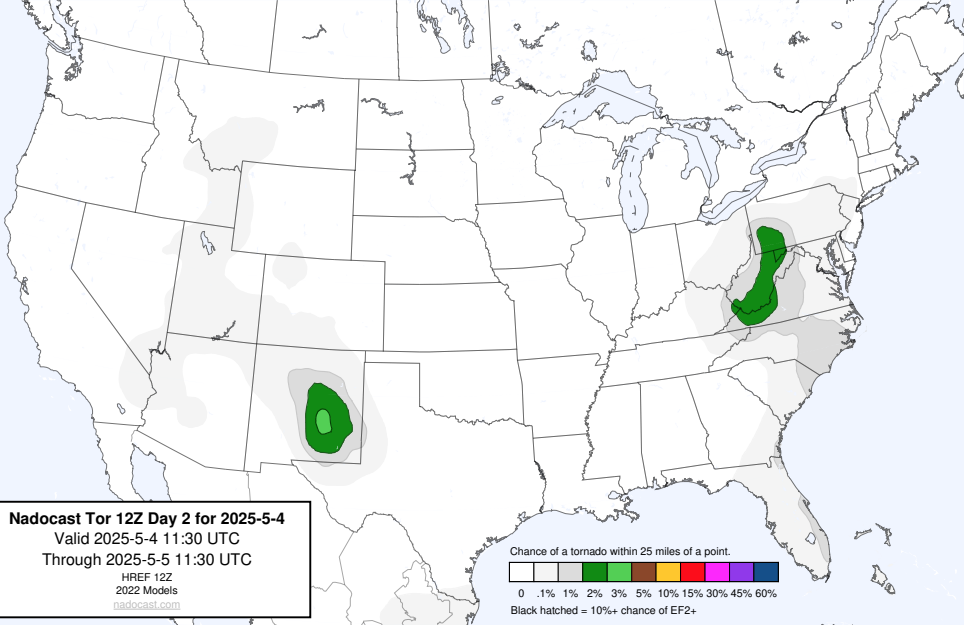 Nadocast Tor 12Z Day 2 for 2025-5-4
Valid 2025-5-4 11:30 UTC
Through 2025-5-5 11:30 UTC
HREF 12Z
2022 Models
nadocast.com
Chance of a tornado within 25 miles of a point.
0 .1% 1% 2% 3% 5% 10% 15% 30% 45% 60%
Black hatched = 10%+ chance of EF2+